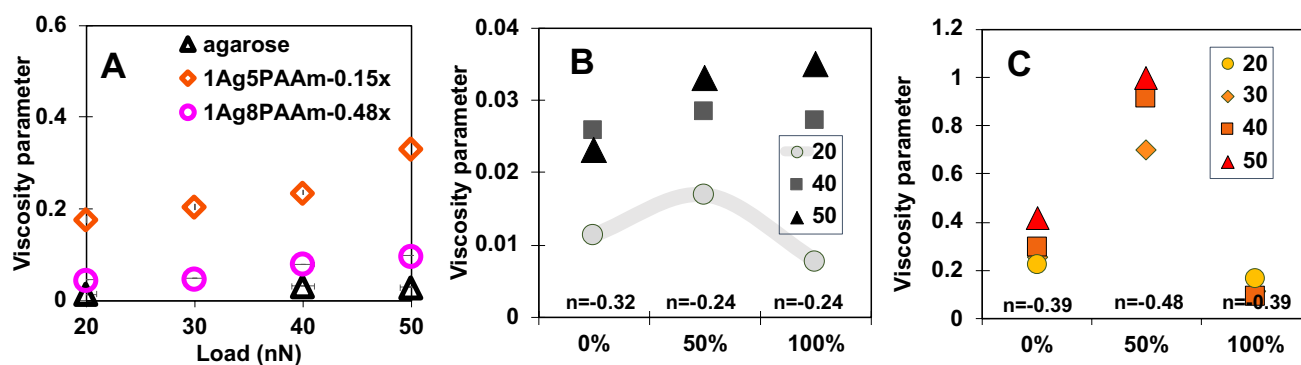 A
Viscosity parameter
0.6
0.4
0.2
0
20
30
40
50
Load (nN)
agarose
1Ag5PAAm-0.15x
1Ag8PAAm-0.48x
B
Viscosity parameter
0.04
0.03
0.02
0.01
0
20
40
50
n=-0.32
n=-0.24
n=-0.24
0%
50%
100%
C
Viscosity parameter
1.2
1
0.8
0.6
0.4
0.2
0
20
30
40
50
n=-0.39
n=-0.48
n=-0.39
0%
50%
100%